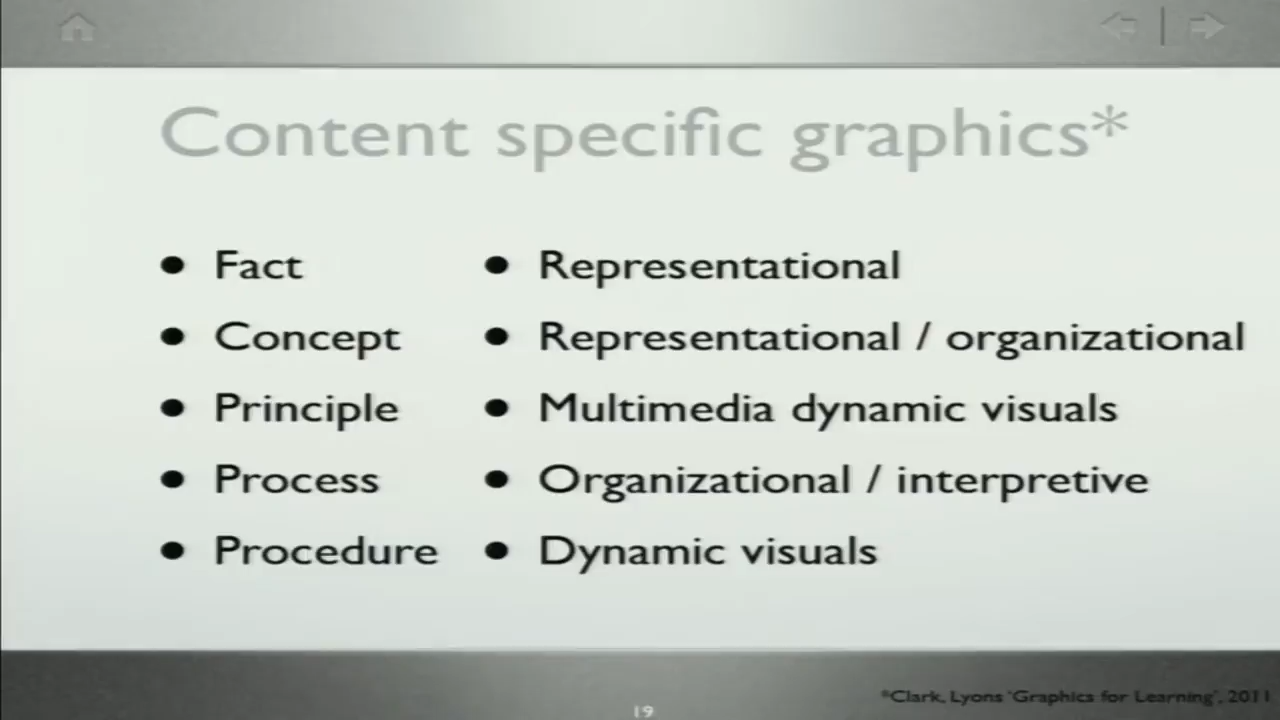 Content specific graphics*
• Fact
• Representational
• Concept
• Representational / organizational
• Principle
• Multimedia dynamic visuals
• Process
• Organizational / interpretive
• Procedure
• Dynamic visuals
*Clark, Lyons 'Graphics for Learning', 2011
19